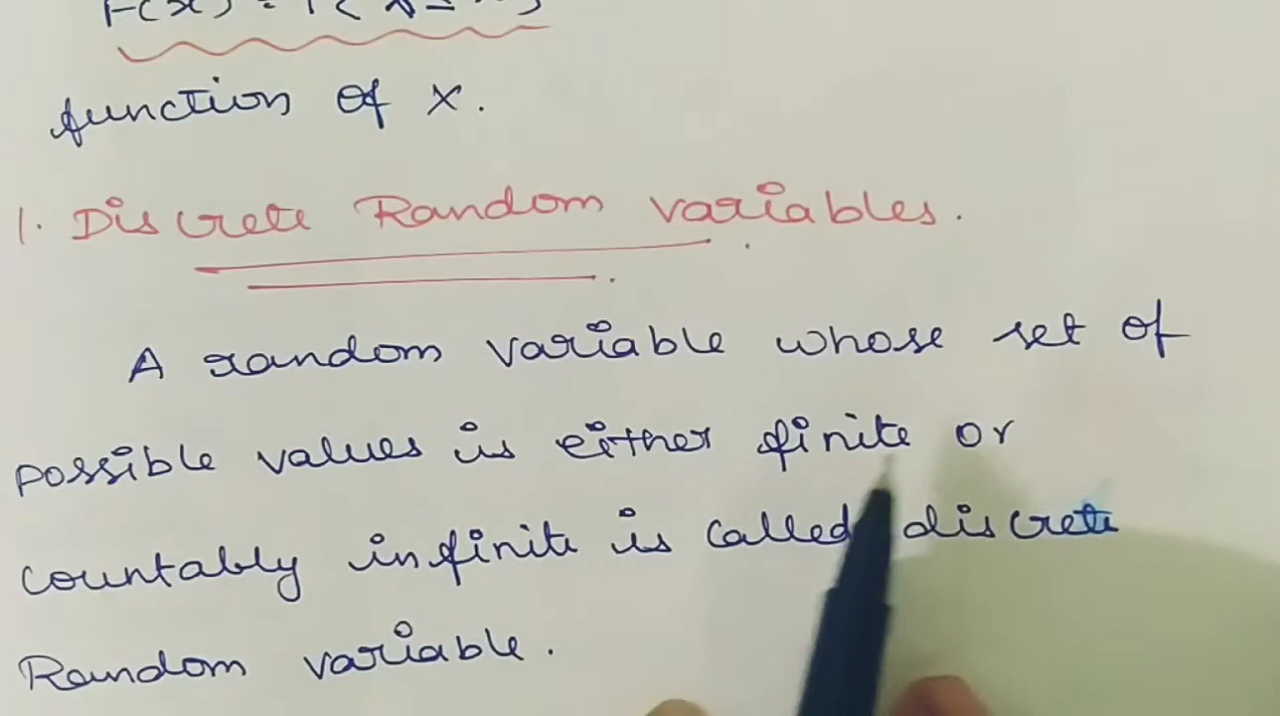 function of x.
1. Discrete Random variables.
A random variable whose set of
possible values is either finite or
countably infinite is called discrete
Random variable.